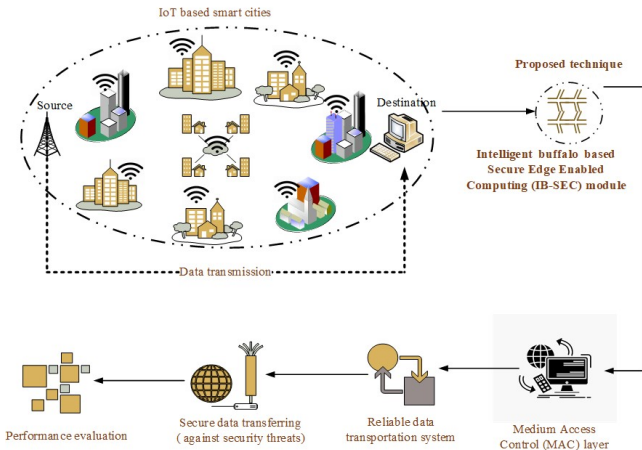 IoT based smart cities
Source
Destination
Data transmission
Proposed technique
Intelligent buffalo based
Secure Edge Enabled
Computing (IB-SEC) module
Performance evaluation
Secure data transferring
( against security threats)
Reliable data
transportation system
Medium Access
Control (MAC) layer